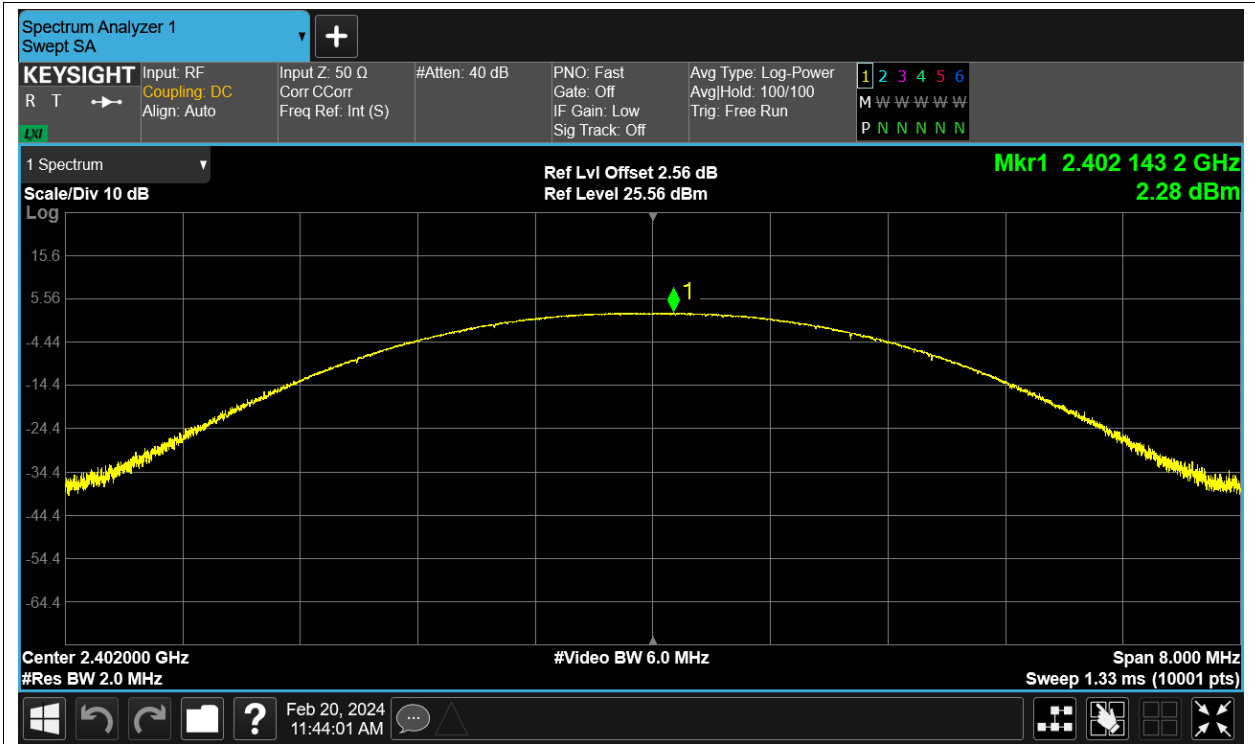 Spectrum Analyzer 1
Swept SA
KEYSIGHT
R T
LXI
Input: RF
Coupling: DC
Align: Auto
Input Z: 50 Ω
Corr CCorr
Freq Ref: Int (S)
#Atten: 40 dB
PNO: Fast
Gate: Off
IF Gain: Low
Sig Track: Off
Avg Type: Log-Power
Avg|Hold: 100/100
Trig: Free Run
1 2 3 4 5 6
M W W W W W
P N N N N N
1 Spectrum
Scale/Div 10 dB
Log
Ref Lvl Offset 2.56 dB
Ref Level 25.56 dBm
Mkr1 2.402 143 2 GHz
2.28 dBm
15.6
5.56
1
-4.44
-14.4
-24.4
-34.4
-44.4
-54.4
-64.4
Center 2.402000 GHz
#Video BW 6.0 MHz
Span 8.000 MHz
#Res BW 2.0 MHz
Sweep 1.33 ms (10001 pts)
?
Feb 20, 2024
11:44:01 AM